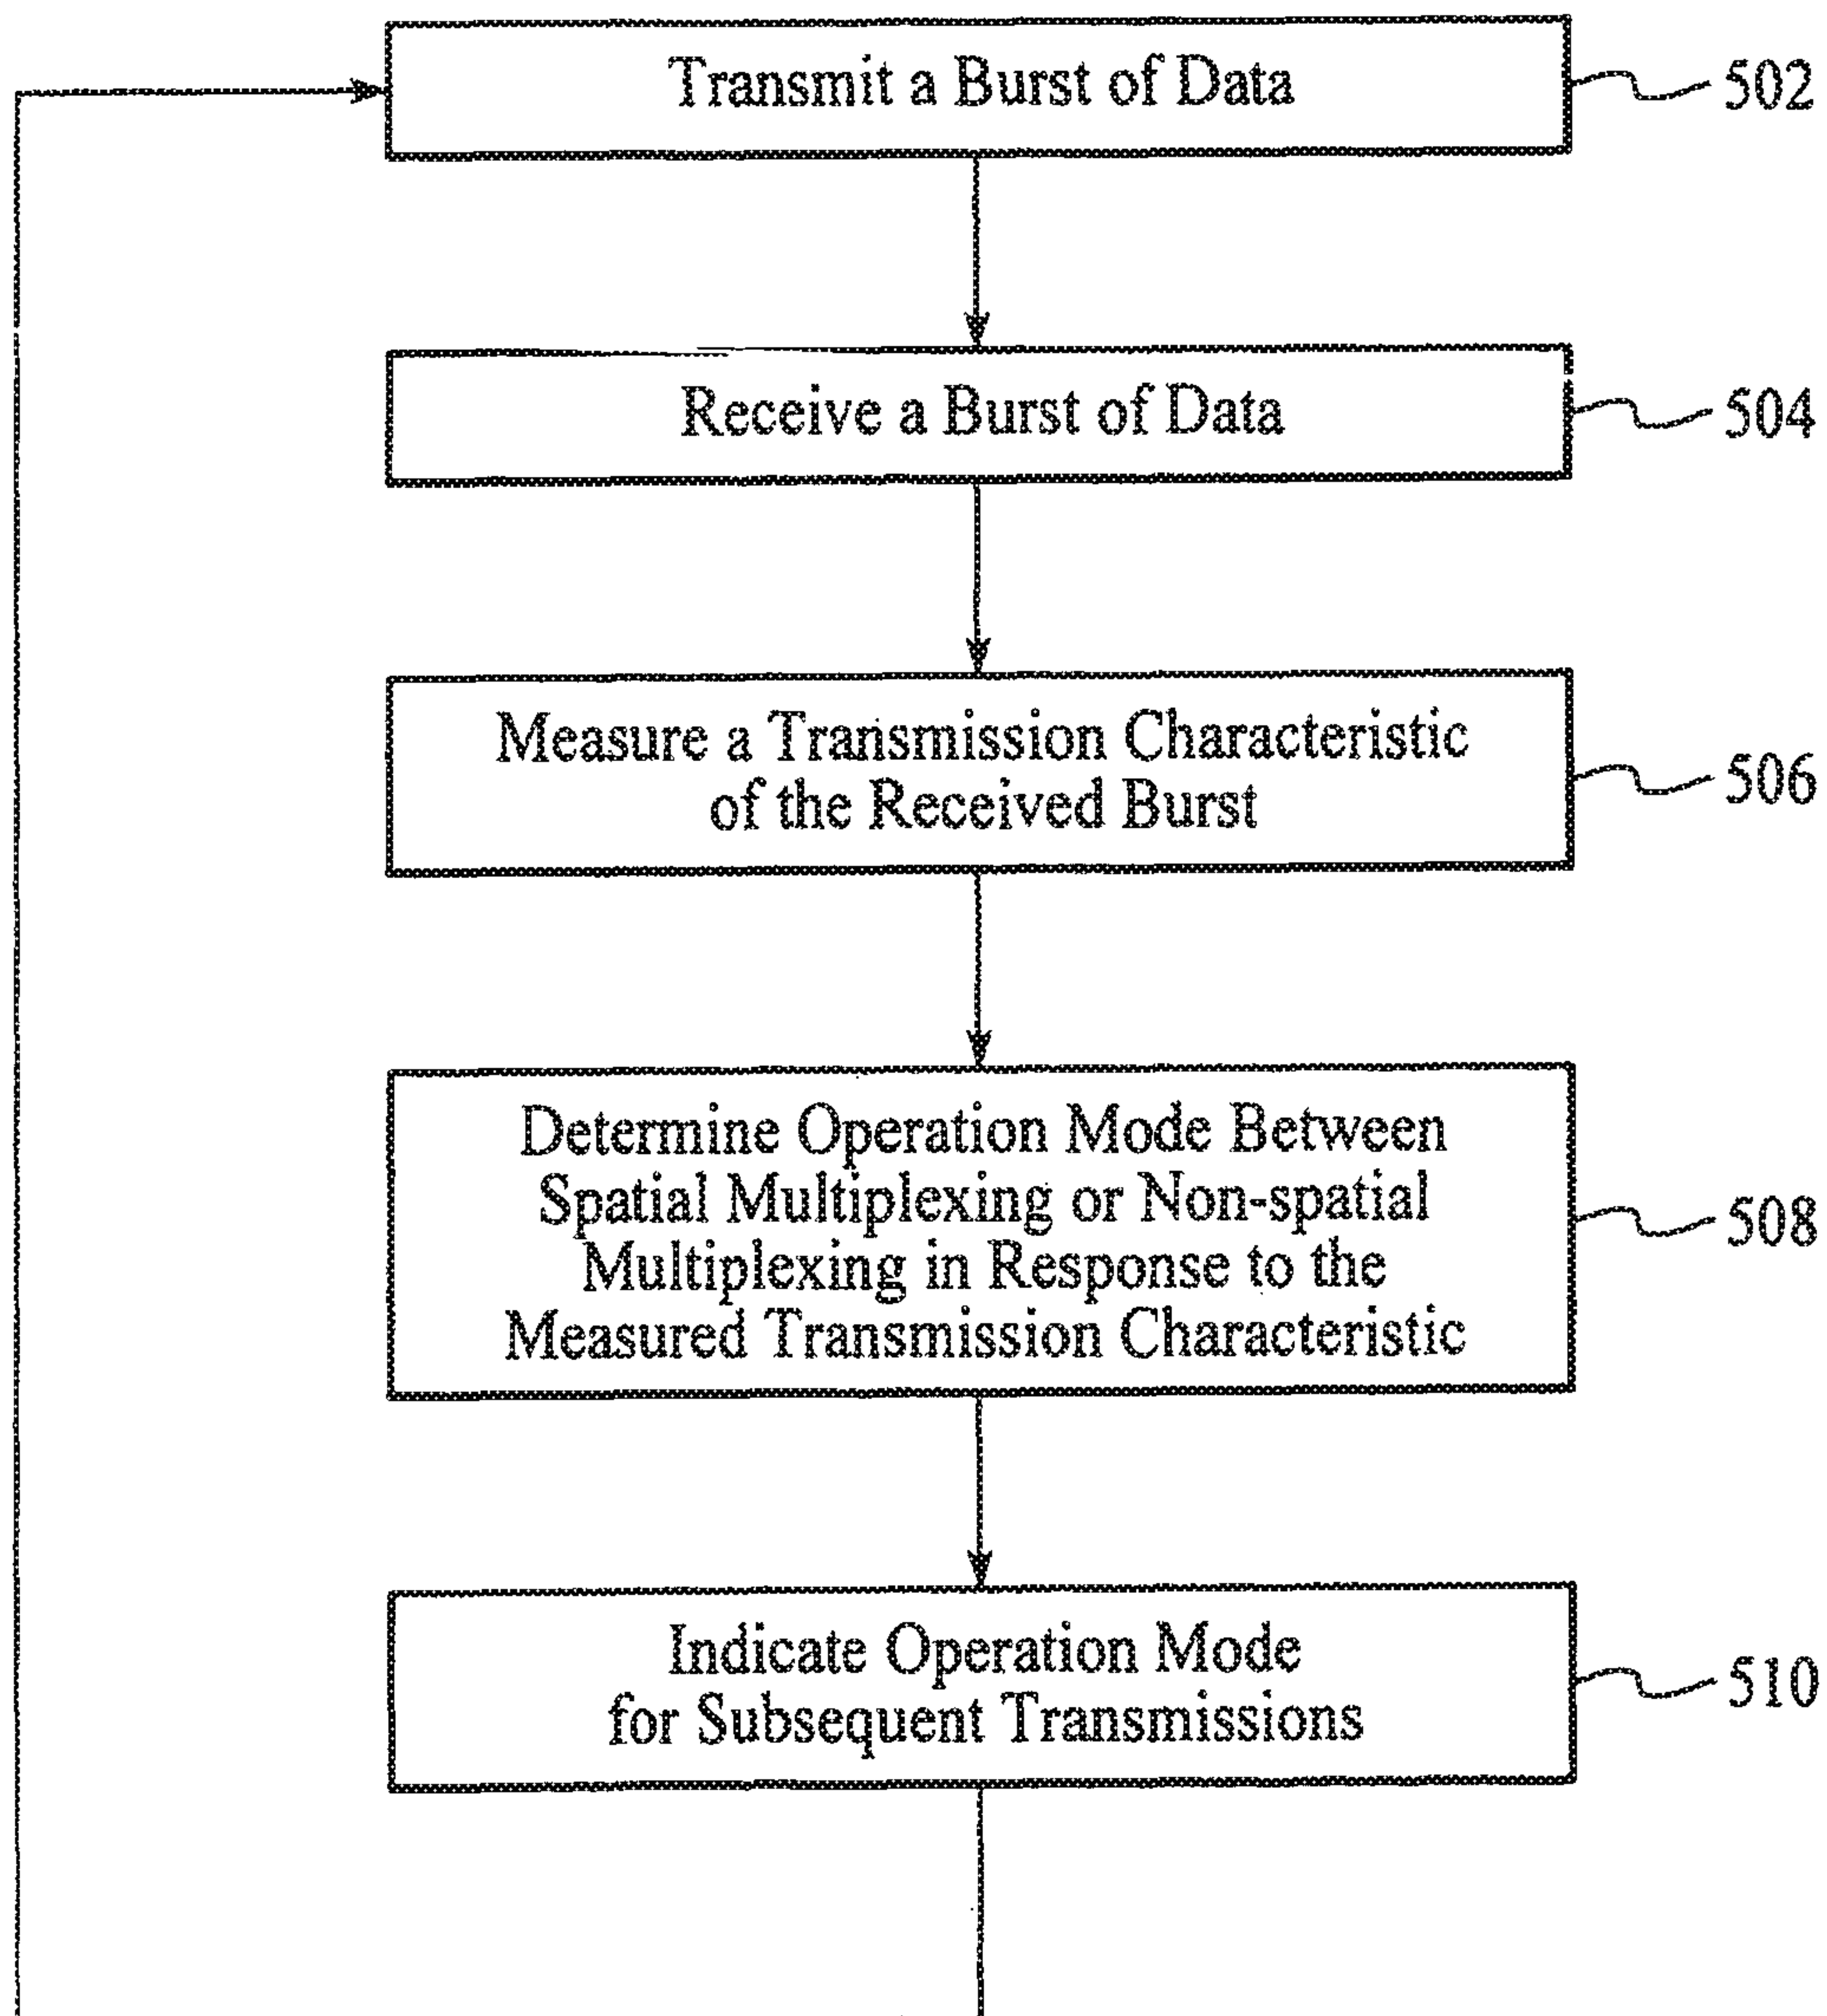 Transmit a Burst of Data
502
Receive a Burst of Data
504
Measure a Transmission Characteristic
of the Received Burst
506
Determine Operation Mode Between
Spatial Multiplexing or Non-spatial
Multiplexing in Response to the
Measured Transmission Characteristic
508
Indicate Operation Mode
for Subsequent Transmissions
510